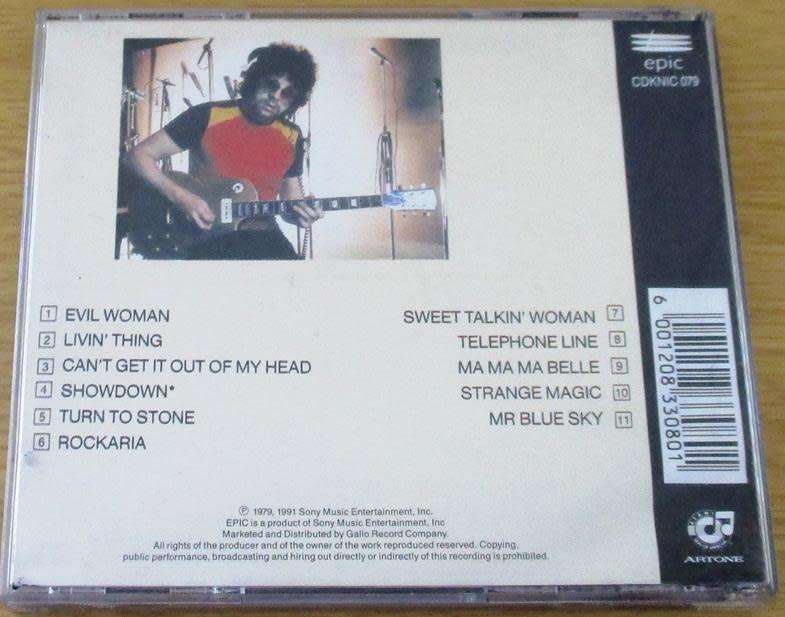 epic
CDKNIC 079
1 EVIL WOMAN
2 LIVIN' THING
3 CAN'T GET IT OUT OF MY HEAD
4 SHOWDOWN*
5 TURN TO STONE
6 ROCKARIA
SWEET TALKIN' WOMAN 7
TELEPHONE LINE 8
MA MA MA BELLE 9
STRANGE MAGIC 10
MR BLUE SKY 11
6 001208 330801
℗ 1979, 1991 Sony Music Entertainment, Inc.
EPIC is a product of Sony Music Entertainment, Inc
Marketed and Distributed by Gallo Record Company.
All rights of the producer and of the owner of the work reproduced reserved. Copying,
public performance, broadcasting and hiring out directly or indirectly of this recording is prohibited.
ARTONE